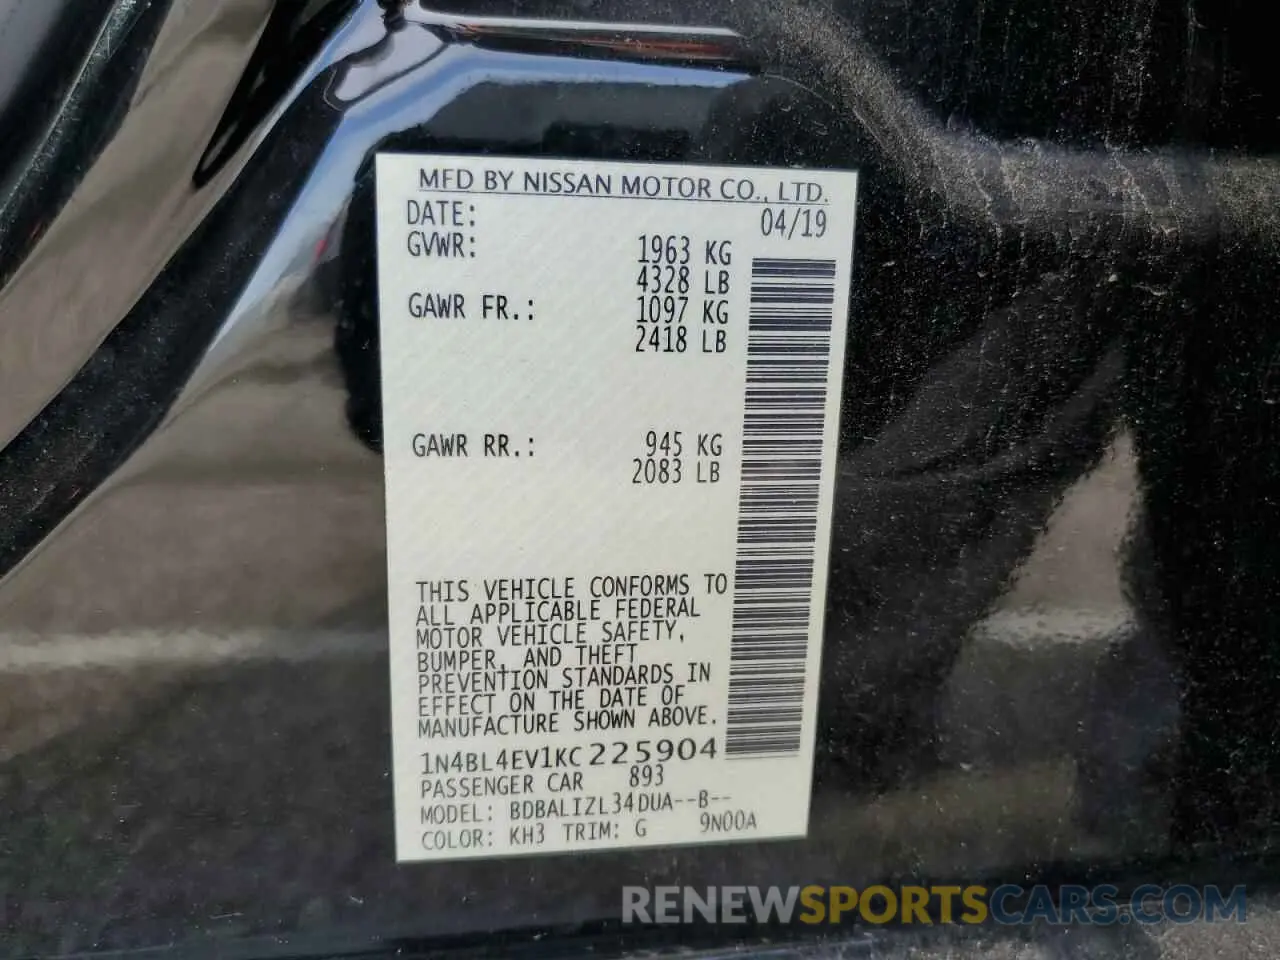 MFD BY NISSAN MOTOR CO., LTD.
DATE: 04/19
GVWR: 1963 KG
4328 LB
GAWR FR.: 1097 KG
2418 LB
GAWR RR.: 945 KG
2083 LB
THIS VEHICLE CONFORMS TO
ALL APPLICABLE FEDERAL
MOTOR VEHICLE SAFETY,
BUMPER, AND THEFT
PREVENTION STANDARDS IN
EFFECT ON THE DATE OF
MANUFACTURE SHOWN ABOVE.
1N4BL4EV1KC225904
PASSENGER CAR 893
MODEL: BDBALIZL34DUA--B--
COLOR: KH3 TRIM: G 9N00A
RENEWSPORTSCARS.COM